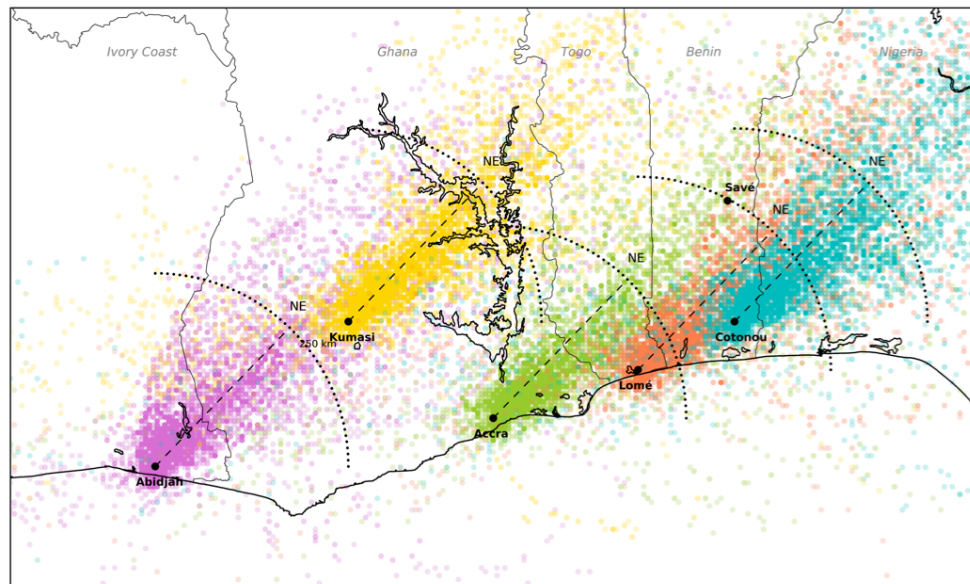 Ivory Coast
Ghana
Togo
Benin
Nigeria
NE
NE
Savé
NE
NE
NE
250 km
Kumasi
Cotonou
Lomé
Accra
Abidjan